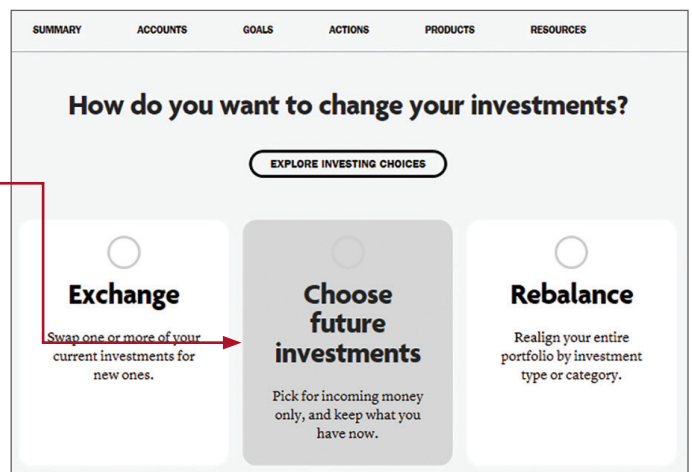 SUMMARY ACCOUNTS GOALS ACTIONS PRODUCTS RESOURCES
How do you want to change your investments?
EXPLORE INVESTING CHOICES
Exchange
Swap one or more of your
current investments for
new ones.
Choose
future
investments
Pick for incoming money
only, and keep what you
have now.
Rebalance
Realign your entire
portfolio by investment
type or category.